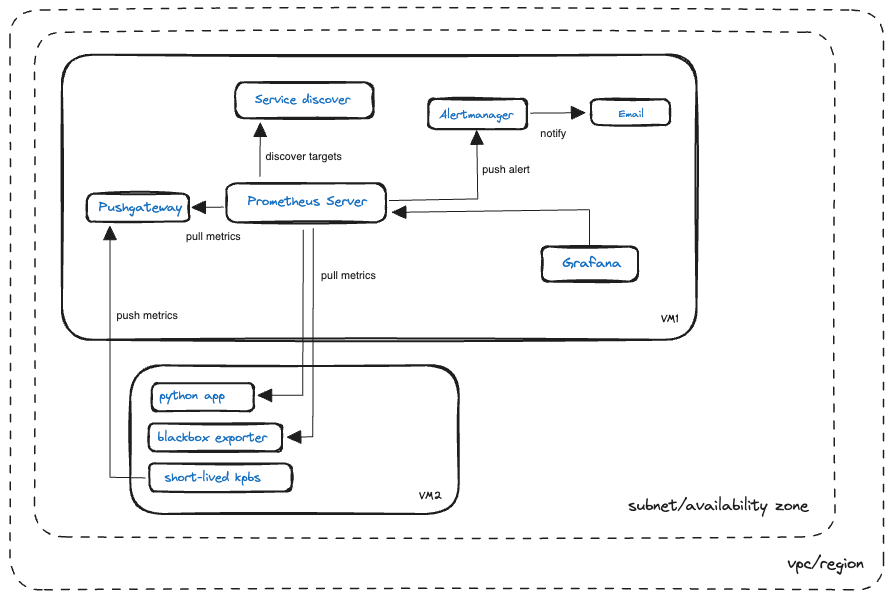 Service discover
Alertmanager
Email
notify
discover targets
push alert
Pushgateway
Prometheus Server
pull metrics
Grafana
pull metrics
push metrics
VM1
python app
blackbox exporter
short-lived kpbs
VM2
subnet/availability zone
vpc/region